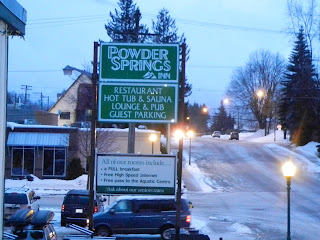 POWDER
SPRINGS
INN
RESTAURANT
HOT TUB & SAUNA
LOUNGE & PUB
GUEST PARKING
All of our rooms include...
• a FULL breakfast
• Free High Speed Internet
• Free pass to the Aquatic Centre
Ask about our seniors rates